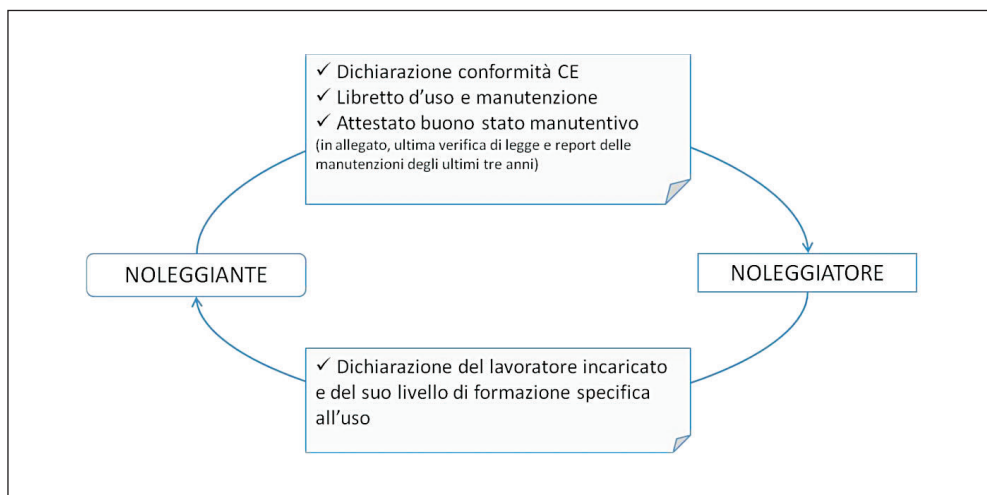 ✓ Dichiarazione conformità CE
✓ Libretto d'uso e manutenzione
✓ Attestato buono stato manutentivo
(in allegato, ultima verifica di legge e report delle
manutenzioni degli ultimi tre anni)
NOLEGGIANTE
NOLEGGIATORE
✓ Dichiarazione del lavoratore incaricato
e del suo livello di formazione specifica
all'uso